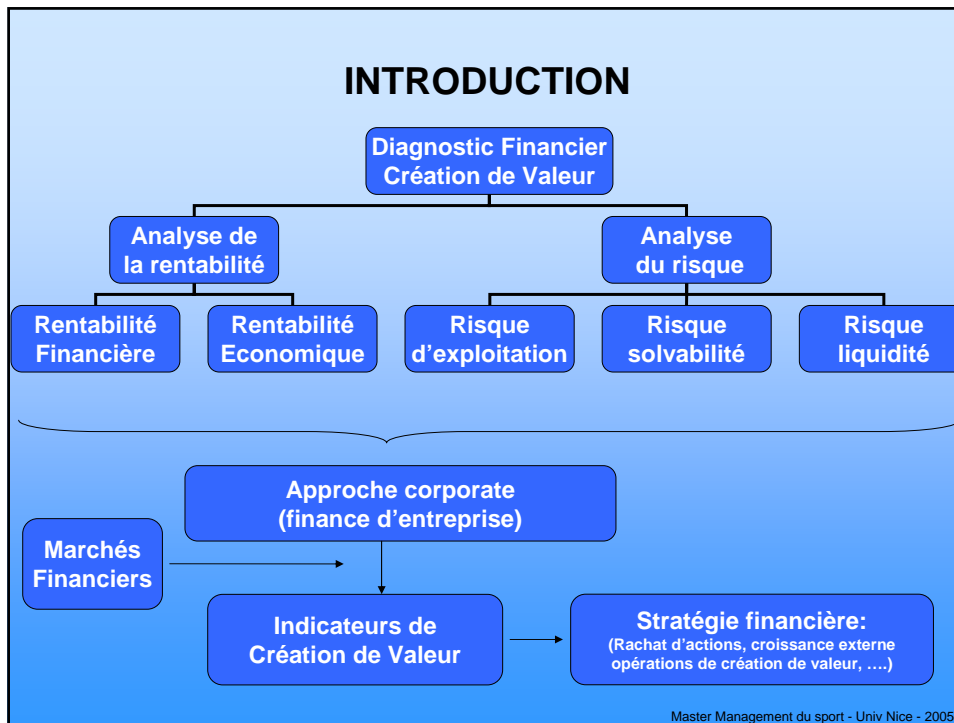 INTRODUCTION
Diagnostic Financier
Création de Valeur
Analyse de
la rentabilité
Analyse
du risque
Rentabilité
Financière
Rentabilité
Economique
Risque
d'exploitation
Risque
solvabilité
Risque
liquidité
Approche corporate
(finance d'entreprise)
Marchés
Financiers
Indicateurs de
Création de Valeur
Stratégie financière:
(Rachat d'actions, croissance externe
opérations de création de valeur, ….)
Master Management du sport - Univ Nice - 2005